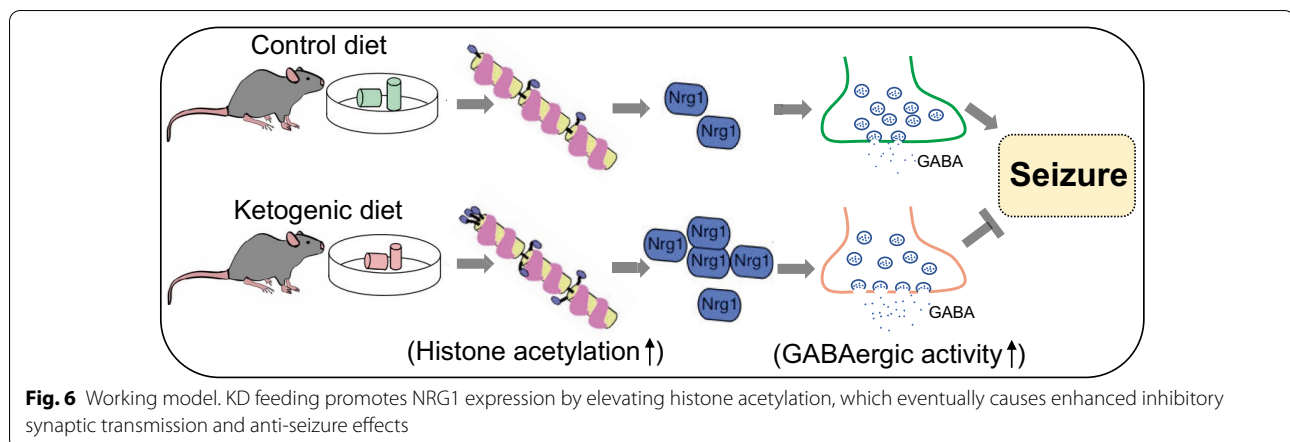 Control diet
Nrg1
Nrg1
GABA
Seizure
Ketogenic diet
Nrg1
Nrg1
Nrg1
Nrg1
Nrg1
GABA
(Histone acetylation↑)
(GABAergic activity↑)
Fig. 6 Working model. KD feeding promotes NRG1 expression by elevating histone acetylation, which eventually causes enhanced inhibitory
synaptic transmission and anti-seizure effects